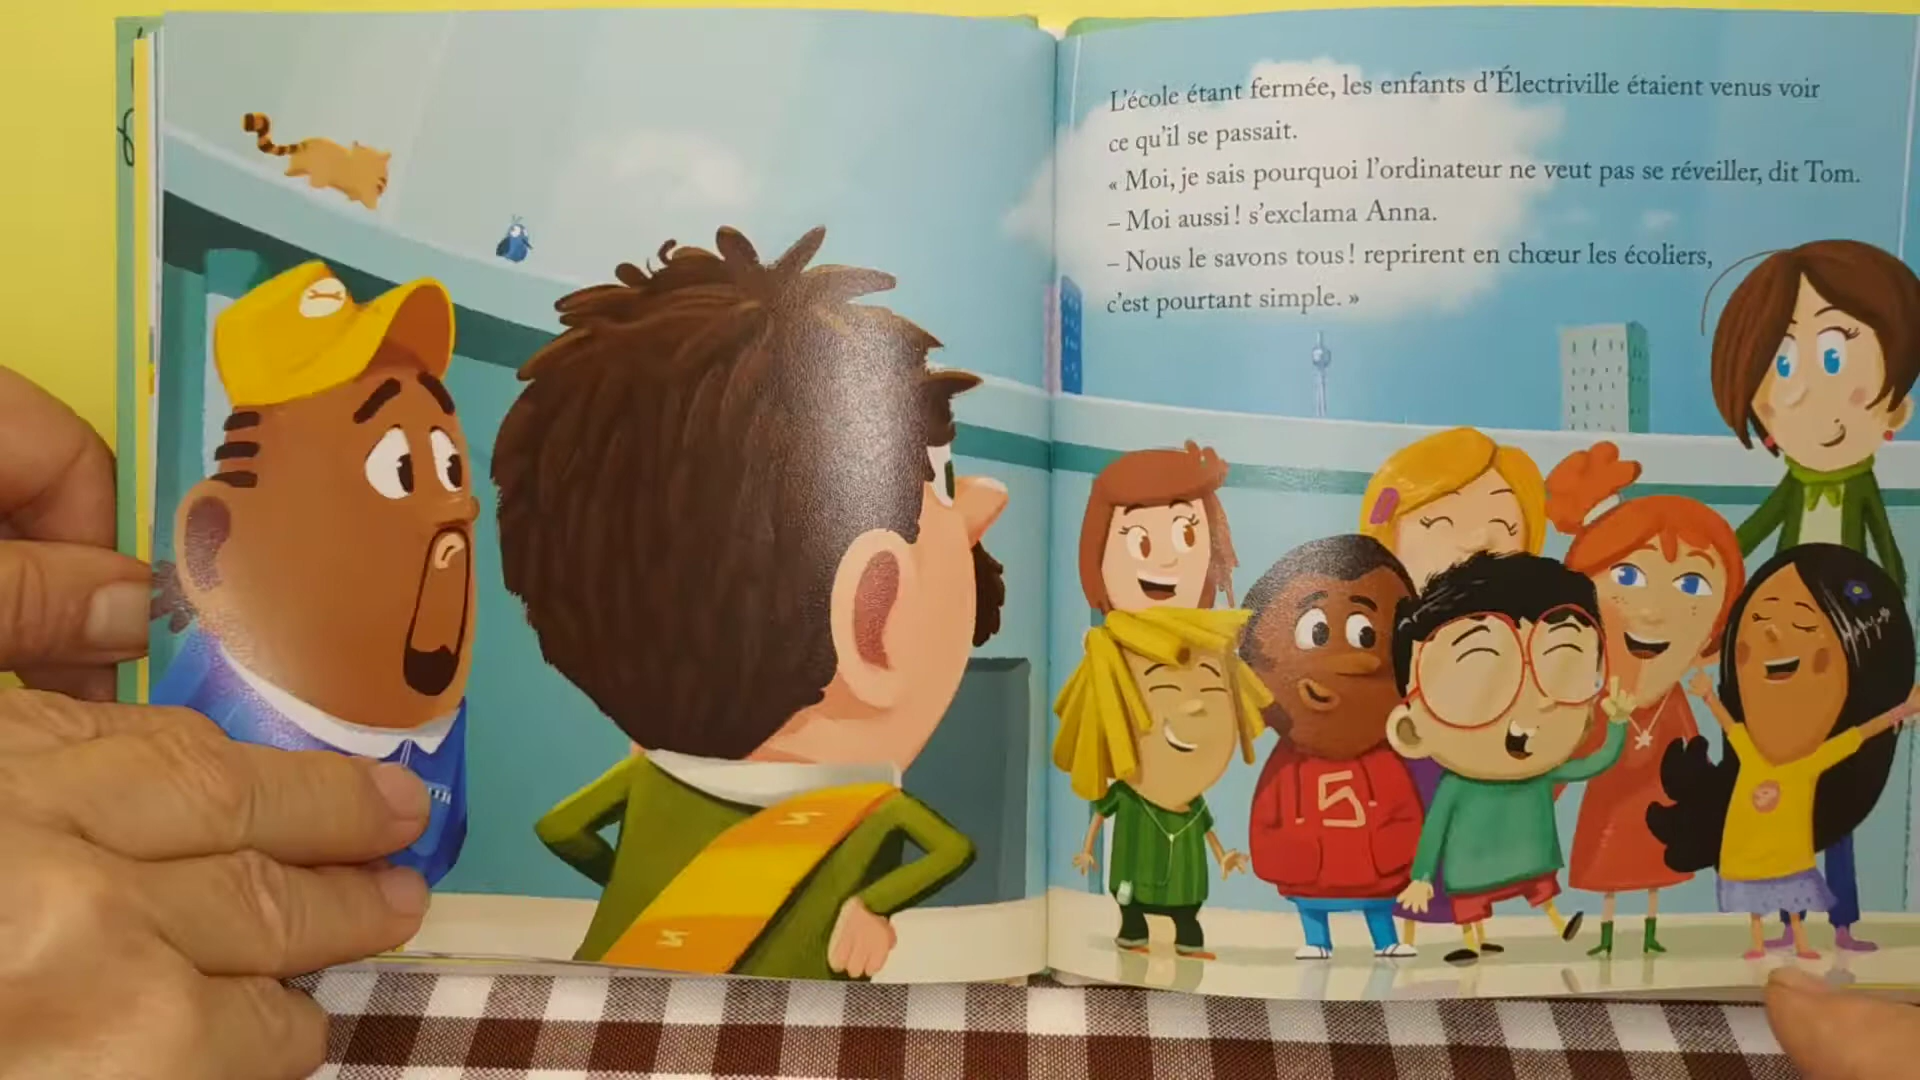 L'école étant fermée, les enfants d'Électriville étaient venus voir
ce qu'il se passait.
« Moi, je sais pourquoi l'ordinateur ne veut pas se réveiller, dit Tom.
– Moi aussi ! s'exclama Anna.
– Nous le savons tous ! reprirent en chœur les écoliers,
c'est pourtant simple. »
5